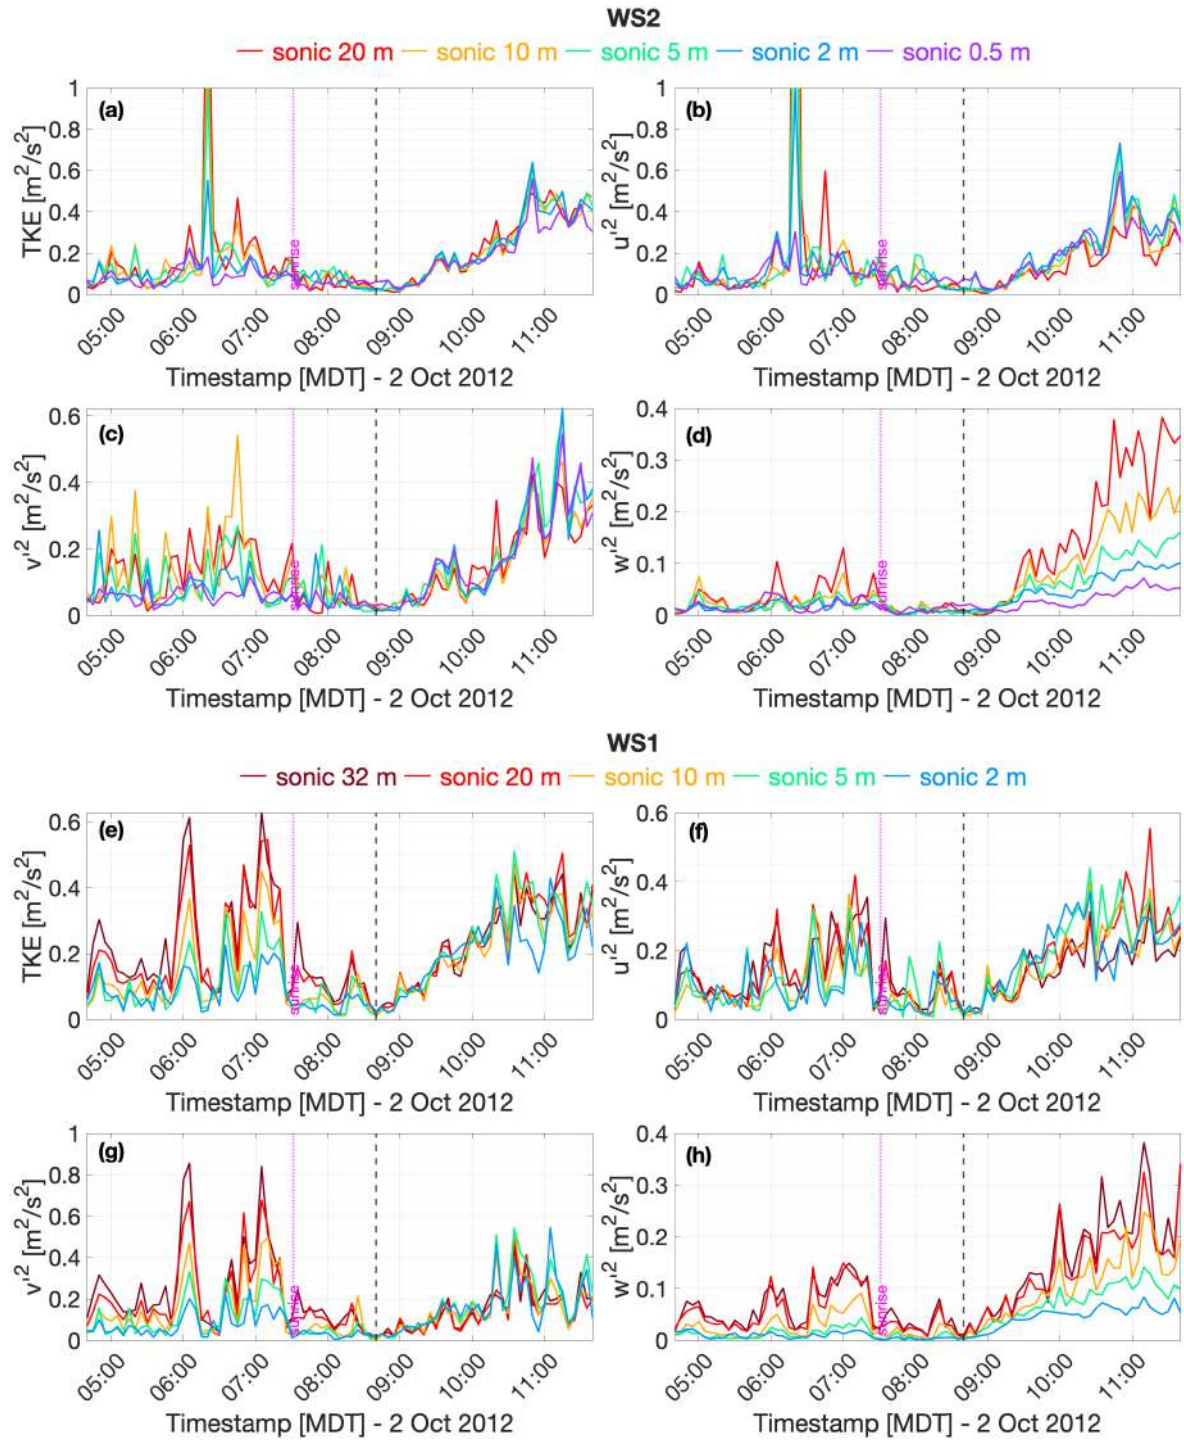 WS2
sonic 20 m sonic 10 m sonic 5 m sonic 2 m sonic 0.5 m
(a)
TKE [m²/s²]
1
0.8
0.6
0.4
0.2
0
sunrise
05:00 06:00 07:00 08:00 09:00 10:00 11:00
Timestamp [MDT] - 2 Oct 2012
(b)
u'² [m²/s²]
1
0.8
0.6
0.4
0.2
0
sunrise
05:00 06:00 07:00 08:00 09:00 10:00 11:00
Timestamp [MDT] - 2 Oct 2012
(c)
v'² [m²/s²]
0.6
0.4
0.2
0
sunrise
05:00 06:00 07:00 08:00 09:00 10:00 11:00
Timestamp [MDT] - 2 Oct 2012
(d)
w'² [m²/s²]
0.4
0.3
0.2
0.1
0
sunrise
05:00 06:00 07:00 08:00 09:00 10:00 11:00
Timestamp [MDT] - 2 Oct 2012
WS1
sonic 32 m sonic 20 m sonic 10 m sonic 5 m sonic 2 m
(e)
TKE [m²/s²]
0.6
0.4
0.2
0
sunrise
05:00 06:00 07:00 08:00 09:00 10:00 11:00
Timestamp [MDT] - 2 Oct 2012
(f)
u'² [m²/s²]
0.6
0.4
0.2
0
sunrise
05:00 06:00 07:00 08:00 09:00 10:00 11:00
Timestamp [MDT] - 2 Oct 2012
(g)
v'² [m²/s²]
1
0.8
0.6
0.4
0.2
0
sunrise
05:00 06:00 07:00 08:00 09:00 10:00 11:00
Timestamp [MDT] - 2 Oct 2012
(h)
w'² [m²/s²]
0.4
0.3
0.2
0.1
0
sunrise
05:00 06:00 07:00 08:00 09:00 10:00 11:00
Timestamp [MDT] - 2 Oct 2012